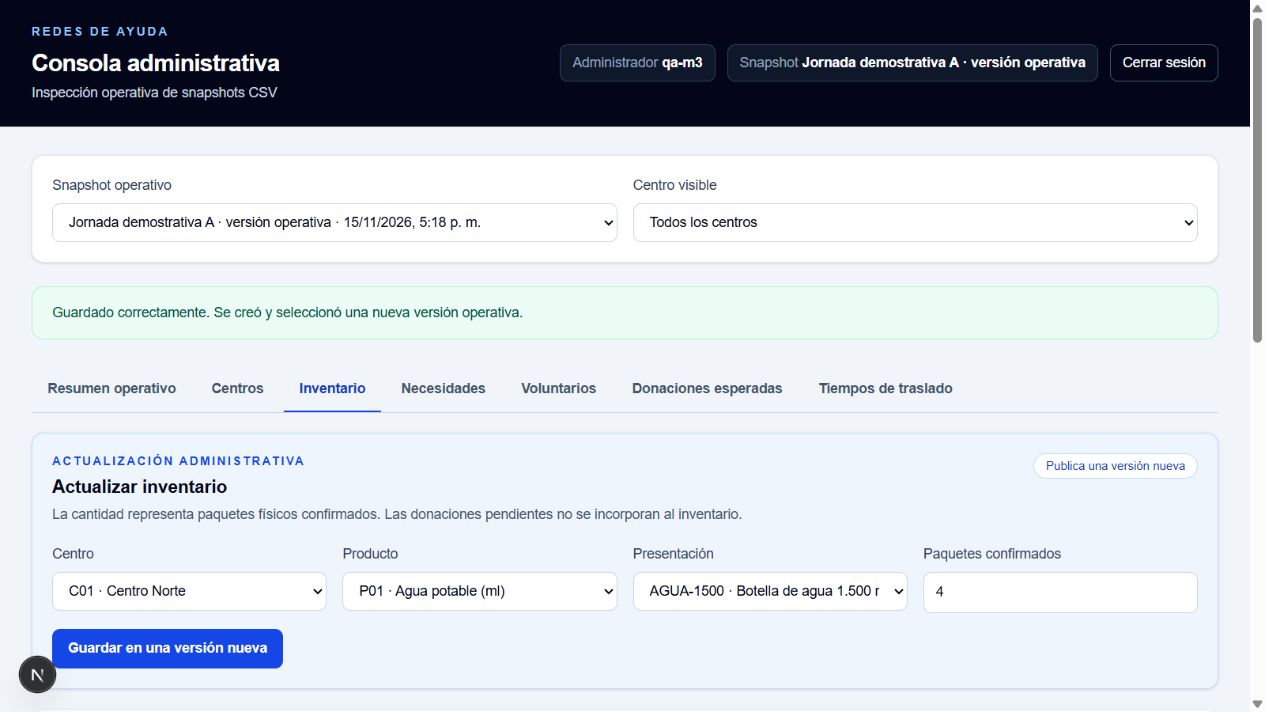 REDES DE AYUDA
Consola administrativa
Inspección operativa de snapshots CSV
Administrador qa-m3
Snapshot Jornada demostrativa A · versión operativa
Cerrar sesión
Snapshot operativo
Centro visible
Jornada demostrativa A · versión operativa · 15/11/2026, 5:18 p. m.
Todos los centros
Guardado correctamente. Se creó y seleccionó una nueva versión operativa.
Resumen operativo
Centros
Inventario
Necesidades
Voluntarios
Donaciones esperadas
Tiempos de traslado
ACTUALIZACIÓN ADMINISTRATIVA
Publica una versión nueva
Actualizar inventario
La cantidad representa paquetes físicos confirmados. Las donaciones pendientes no se incorporan al inventario.
Centro
Producto
Presentación
Paquetes confirmados
C01 · Centro Norte
P01 · Agua potable (ml)
AGUA-1500 · Botella de agua 1.500 r
4
Guardar en una versión nueva
N